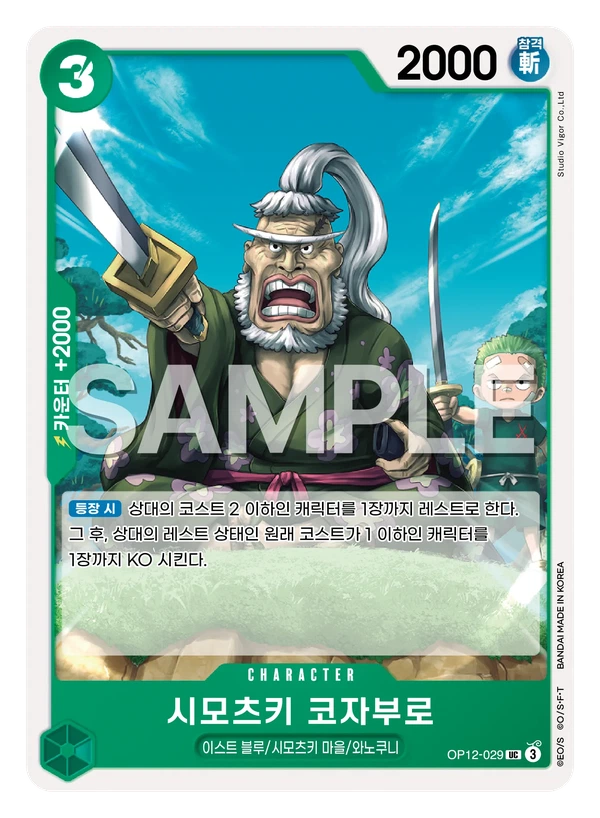 3
2000
참격
斬
Studio Vigor Co.,Ltd
카운터 +2000
SAMPLE
등장 시 상대의 코스트 2 이하인 캐릭터를 1장까지 레스트로 한다.
그 후, 상대의 레스트 상태인 원래 코스트가 1 이하인 캐릭터를
1장까지 KO 시킨다.
CHARACTER
시모츠키 코자부로
이스트 블루/시모츠키 마을/와노쿠니
OP12-029 UC 3
©EO/S ©O/S·F·T BANDAI MADE IN KOREA